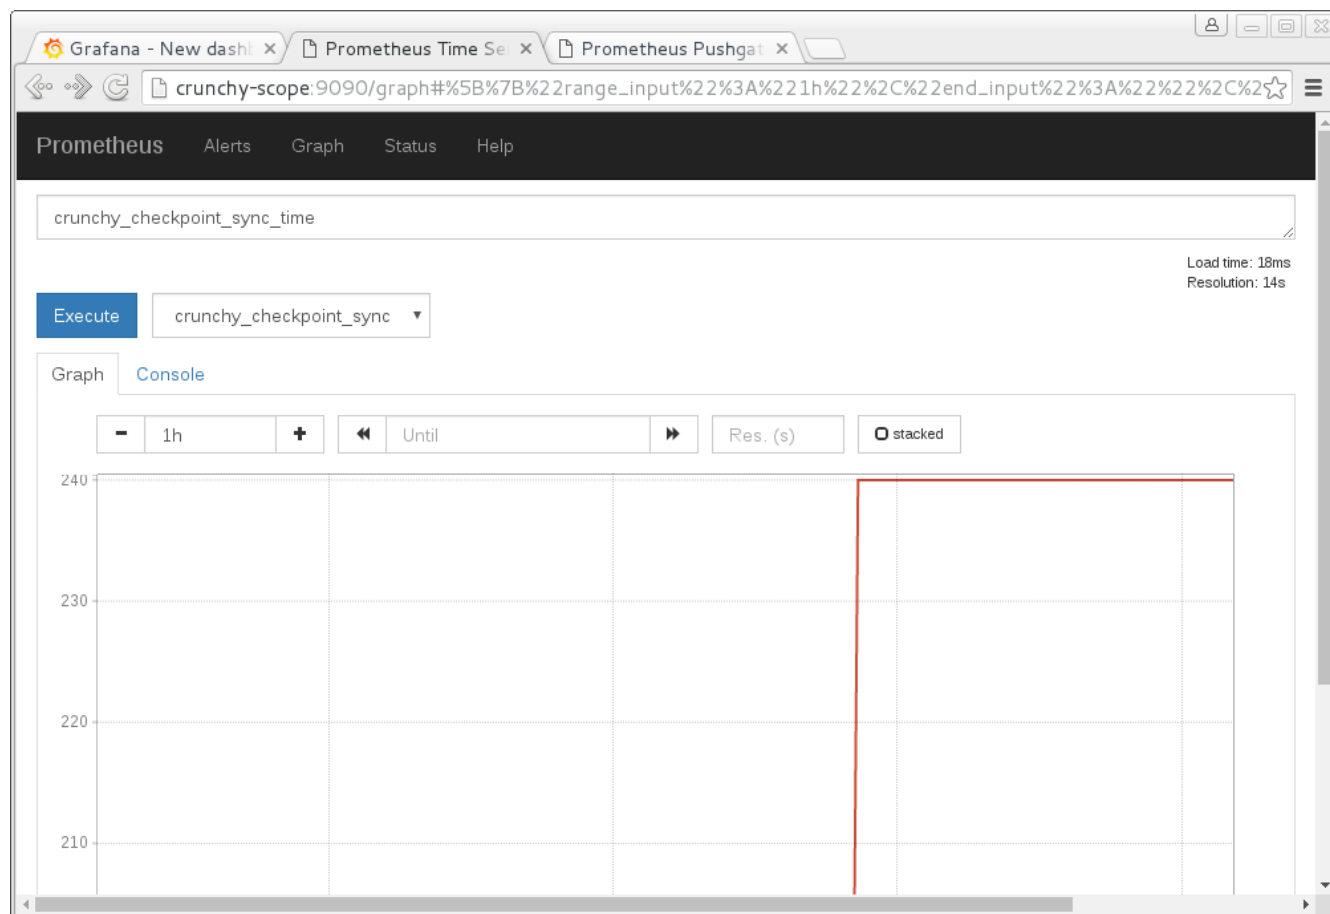 Grafana - New dashb
Prometheus Time Se
Prometheus Pushgat
crunchy-scope:9090/graph#%5B%7B%22range_input%22%3A%221h%22%2C%22end_input%22%3A%22%22%2C%2
Prometheus Alerts Graph Status Help
crunchy_checkpoint_sync_time
Load time: 18ms
Resolution: 14s
Execute crunchy_checkpoint_sync
Graph Console
1h Until Res. (s) stacked
240
230
220
210